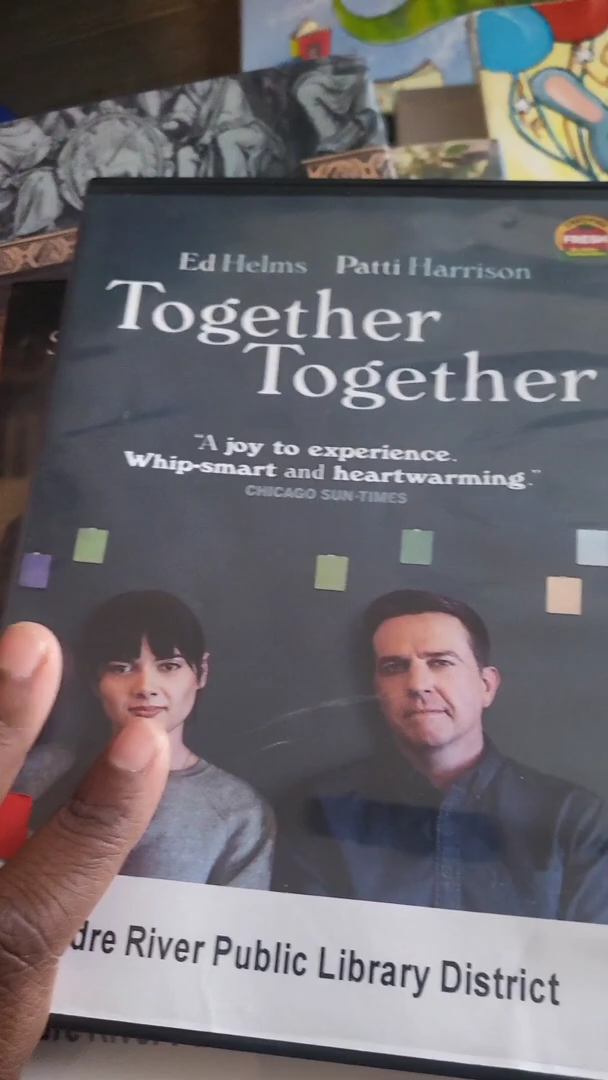 FRESH
Ed Helms Patti Harrison
Together
Together
"A joy to experience.
Whip-smart and heartwarming."
CHICAGO SUN-TIMES
dre River Public Library District